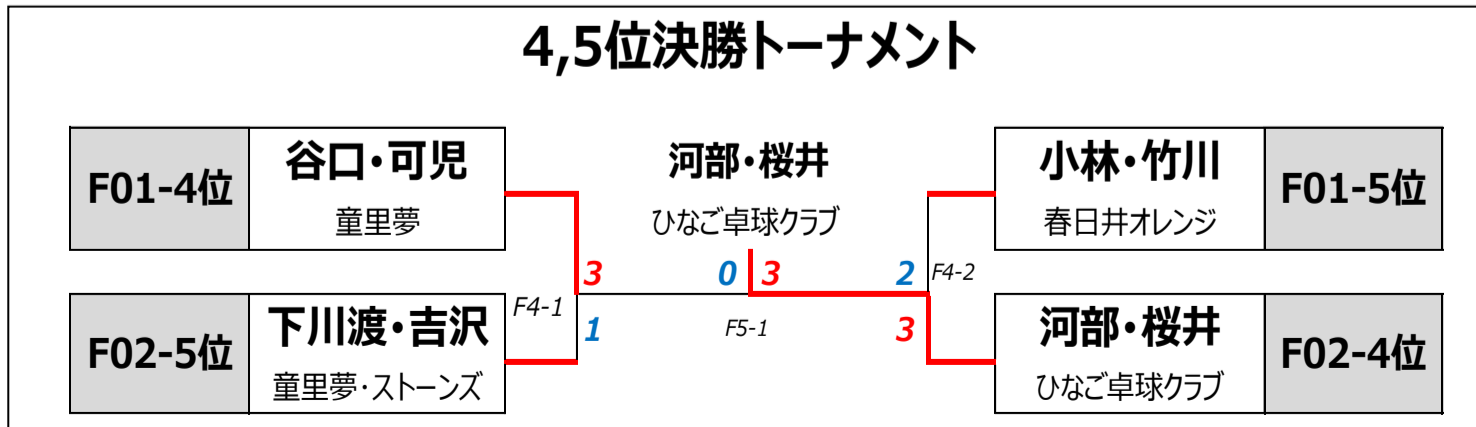 4,5位決勝トーナメント
F01-4位
谷口・可児
童里夢
河部・桜井
ひなご卓球クラブ
小林・竹川
春日井オレンジ
F01-5位
3
0
3
2
F4-2
F4-1
1
F5-1
3
F02-5位
下川渡・吉沢
童里夢・ストーンズ
河部・桜井
ひなご卓球クラブ
F02-4位